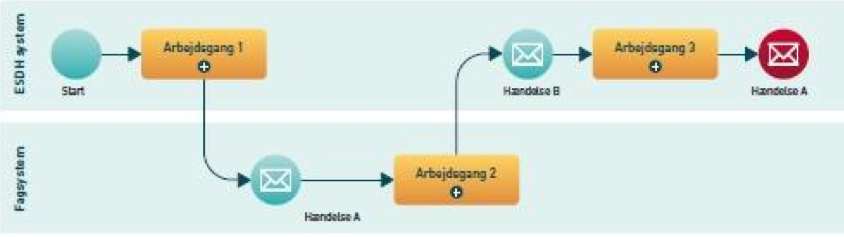 ESDH system
Arbejdsgang 1
Start
Hændelse B
Arbejdsgang 3
Hændelse A
Fagsystem
Hændelse A
Arbejdsgang 2